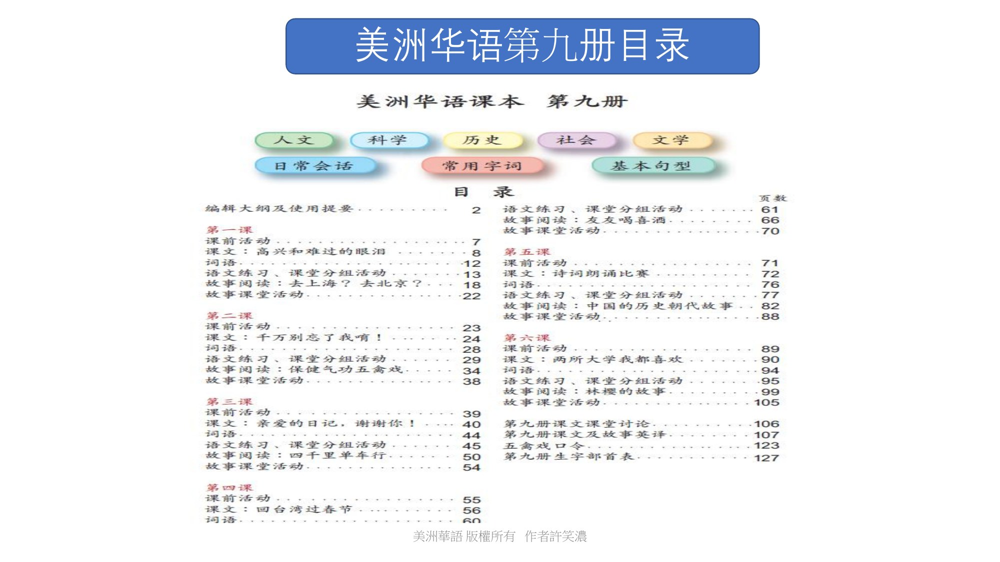 美洲华语第九册目录
美洲华语课本 第九册
人文 科学 历史 社会 文学
日常会话 常用字词 基本句型
目 录
编辑大纲及使用提要 · · · · · · · · · 2
第一课
课前活动 · · · · · · · · · 7
课文：高兴和难过的眼泪 · · · · · · · 8
词语 · · · · · · · · · 12
语文练习、课堂分组活动 · · · · · · · 13
故事阅读：去上海？去北京？ · · · 18
故事课堂活动 · · · · · · · · · 22
第二课
课前活动 · · · · · · · · · 23
课文：千万别忘了我唷！ · · · · · 24
词语 · · · · · · · · · 28
语文练习、课堂分组活动 · · · · · · 29
故事阅读：保健气功五禽戏 · · · · · 34
故事课堂活动 · · · · · · · · · 38
第三课
课前活动 · · · · · · · · · 39
课文：亲爱的日记，谢谢你！ · · · · 40
词语 · · · · · · · · · 44
语文练习、课堂分组活动 · · · · · · 45
故事阅读：四千里单车行 · · · · · · 50
故事课堂活动 · · · · · · · · · 54
第四课
课前活动 · · · · · · · · · 55
课文：回台湾过春节 · · · · · · · · · 56
词语 · · · · · · · · · 60
页数
语文练习、课堂分组活动 · · · · · · · 61
故事阅读：友友喝喜酒 · · · · · · · · 66
故事课堂活动 · · · · · · · · · 70
第五课
课前活动 · · · · · · · · · 71
课文：诗词朗诵比赛 · · · · · · · · · 72
词语 · · · · · · · · · 76
语文练习、课堂分组活动 · · · · · · · 77
故事阅读：中国的历史朝代故事 · · 82
故事课堂活动 · · · · · · · · · 88
第六课
课前活动 · · · · · · · · · 89
课文：两所大学我都喜欢 · · · · · · · 90
词语 · · · · · · · · · 94
语文练习、课堂分组活动 · · · · · · · 95
故事阅读：林樱的故事 · · · · · · · · 99
故事课堂活动 · · · · · · · · · 105
第九册课文课堂讨论 · · · · · · · · · 106
第九册课文及故事英译 · · · · · · · · 107
五禽戏口令 · · · · · · · · · 123
第九册生字部首表 · · · · · · · · · 127
美洲華語 版權所有 作者許笑濃